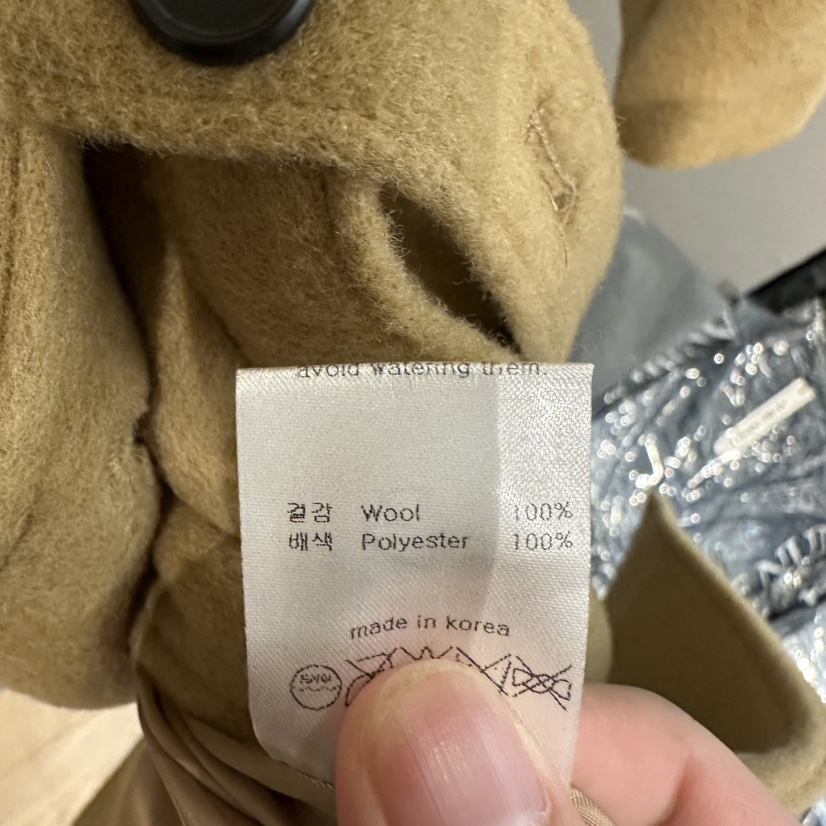 avoid watering them.
겉감 Wool 100%
배색 Polyester 100%
made in korea